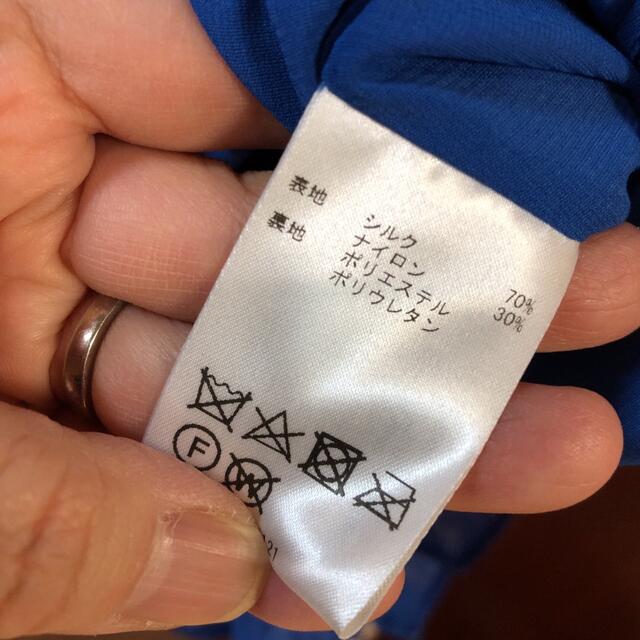 表地 シルク 70%
ナイロン 30%
裏地 ポリエステル
ポリウレタン
F
W
21